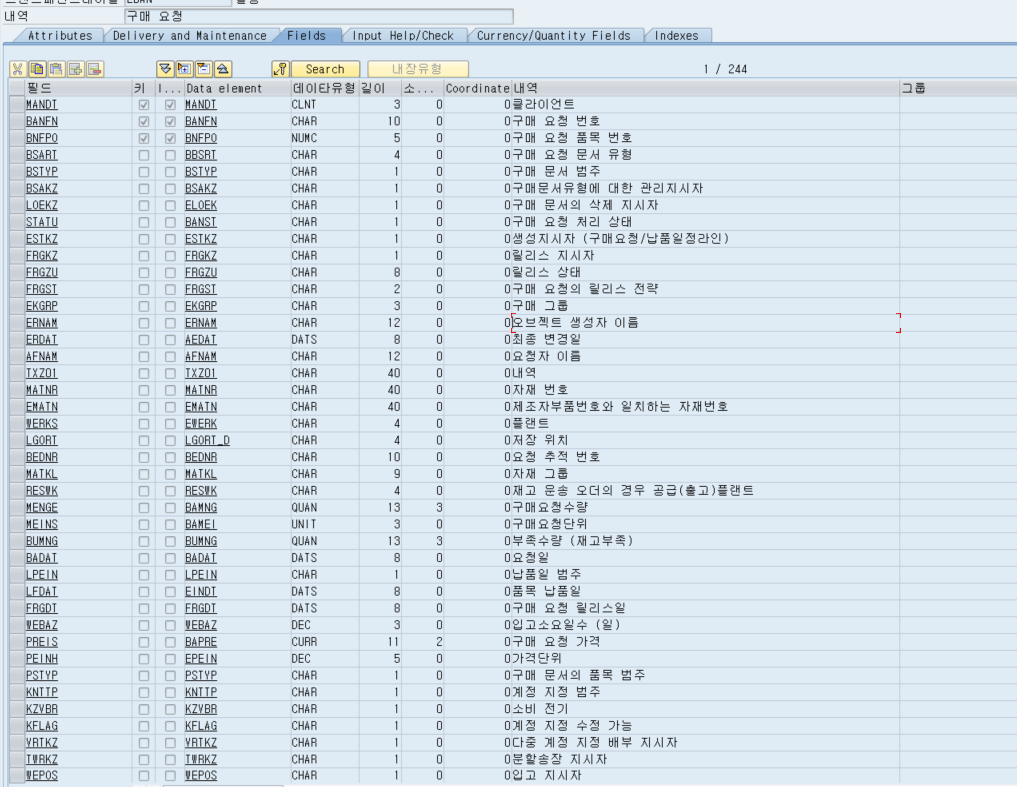 EBAN
내역 구매 요청
Attributes Delivery and Maintenance Fields Input Help/Check Currency/Quantity Fields Indexes
Search 내장유형 1 / 244
필드 키 I... Data element 데이타유형 길이 소... Coordinate 내역 그룹
MANDT MANDT CLNT 3 0 0 클라이언트
BANFN BANFN CHAR 10 0 0 구매 요청 번호
BNFPO BNFPO NUMC 5 0 0 구매 요청 품목 번호
BSART BBSRT CHAR 4 0 0 구매 요청 문서 유형
BSTYP BSTYP CHAR 1 0 0 구매 문서 범주
BSAKZ BSAKZ CHAR 1 0 0 구매문서유형에 대한 관리지시자
LOEKZ ELOEK CHAR 1 0 0 구매 문서의 삭제 지시자
STATU BANST CHAR 1 0 0 구매 요청 처리 상태
ESTKZ ESTKZ CHAR 1 0 0 생성지시자 (구매요청/납품일정라인)
FRGKZ FRGKZ CHAR 1 0 0 릴리스 지시자
FRGZU FRGZU CHAR 8 0 0 릴리스 상태
FRGST FRGST CHAR 2 0 0 구매 요청의 릴리스 전략
EKGRP EKGRP CHAR 3 0 0 구매 그룹
ERNAM ERNAM CHAR 12 0 0 오브젝트 생성자 이름
ERDAT AEDAT DATS 8 0 0 최종 변경일
AFNAM AFNAM CHAR 12 0 0 요청자 이름
TXZ01 TXZ01 CHAR 40 0 0 내역
MATNR MATNR CHAR 40 0 0 자재 번호
EMATN EMATN CHAR 40 0 0 제조자부품번호와 일치하는 자재번호
WERKS EWERK CHAR 4 0 0 플랜트
LGORT LGORT_D CHAR 4 0 0 저장 위치
BEDNR BEDNR CHAR 10 0 0 요청 추적 번호
MATKL MATKL CHAR 9 0 0 자재 그룹
RESWK RESWK CHAR 4 0 0 재고 운송 오더의 경우 공급(출고)플랜트
MENGE BAMNG QUAN 13 3 0 구매요청수량
MEINS BAMEI UNIT 3 0 0 구매요청단위
BUMNG BUMNG QUAN 13 3 0 부족수량 (재고부족)
BADAT BADAT DATS 8 0 0 요청일
LPEIN LPEIN CHAR 1 0 0 납품일 범주
LFDAT EINDT DATS 8 0 0 품목 납품일
FRGDT FRGDT DATS 8 0 0 구매 요청 릴리스일
WEBAZ WEBAZ DEC 3 0 0 입고소요일수 (일)
PREIS BAPRE CURR 11 2 0 구매 요청 가격
PEINH EPEIN DEC 5 0 0 가격단위
PSTYP PSTYP CHAR 1 0 0 구매 문서의 품목 범주
KNTTP KNTTP CHAR 1 0 0 계정 지정 범주
KZVBR KZVBR CHAR 1 0 0 소비 전기
KFLAG KFLAG CHAR 1 0 0 계정 지정 수정 가능
VRTKZ VRTKZ CHAR 1 0 0 다중 계정 지정 배부 지시자
TWRKZ TWRKZ CHAR 1 0 0 분할송장 지시자
WEPOS WEPOS CHAR 1 0 0 입고 지시자